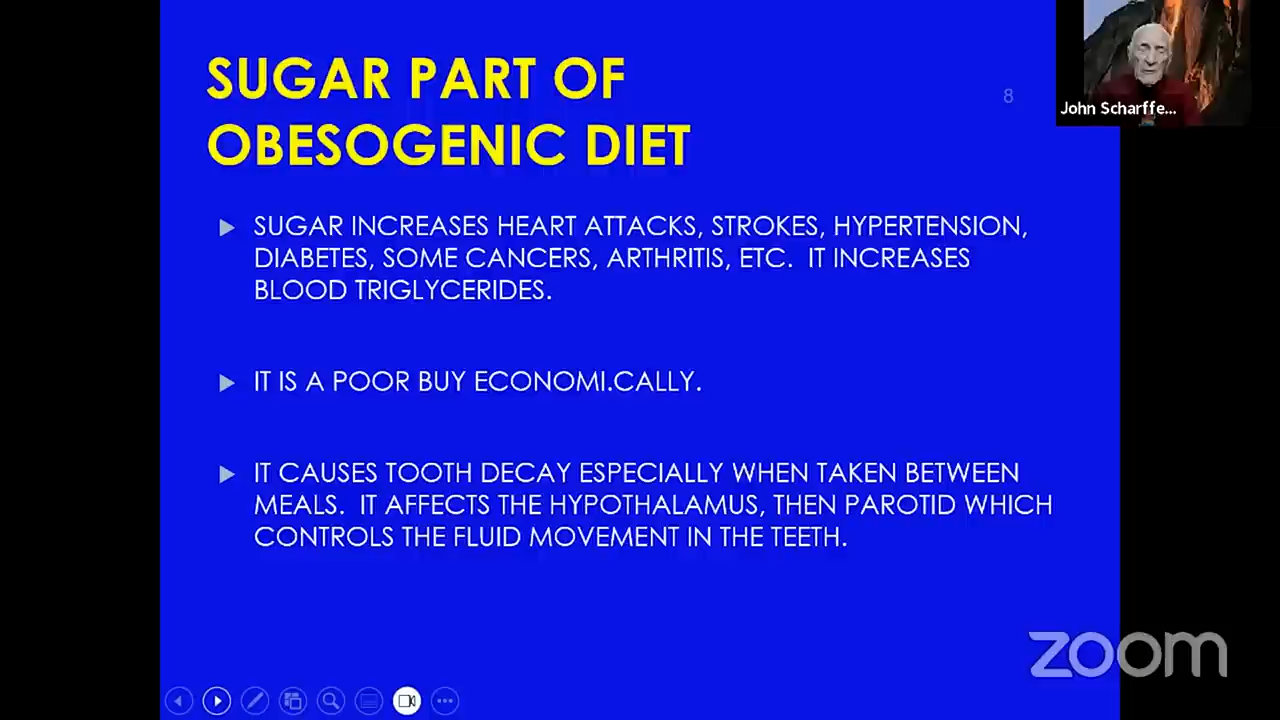 SUGAR PART OF
OBESOGENIC DIET
8
John Scharffe...
SUGAR INCREASES HEART ATTACKS, STROKES, HYPERTENSION,
DIABETES, SOME CANCERS, ARTHRITIS, ETC.  IT INCREASES
BLOOD TRIGLYCERIDES.
IT IS A POOR BUY ECONOMI.CALLY.
IT CAUSES TOOTH DECAY ESPECIALLY WHEN TAKEN BETWEEN
MEALS.  IT AFFECTS THE HYPOTHALAMUS, THEN PAROTID WHICH
CONTROLS THE FLUID MOVEMENT IN THE TEETH.
zoom